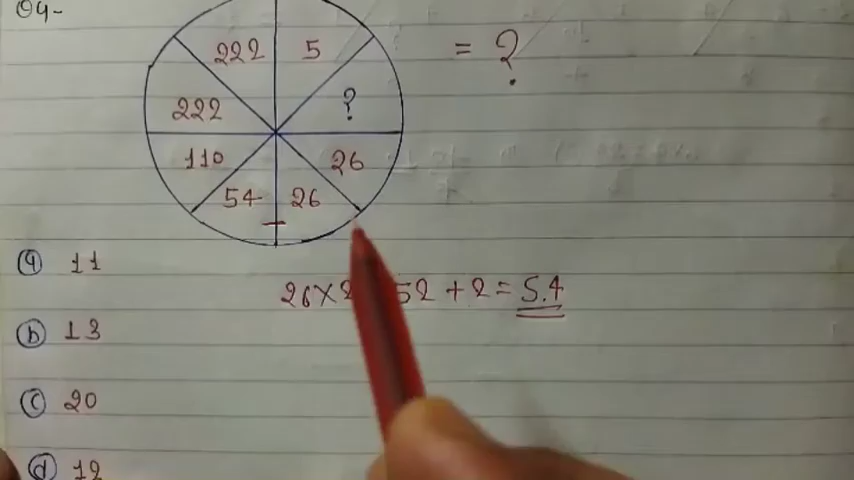 Q4-
222 5 = ?
222 ?
110 26
54 26
a 11
26×2 52 + 2 = 54
b 13
c 20
d 12